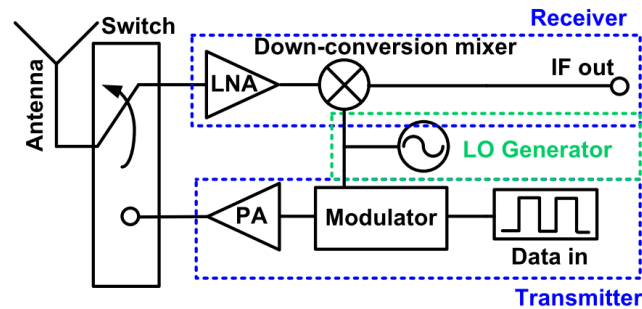 Receiver
Switch
Down-conversion mixer
Antenna
LNA
IF out
LO Generator
PA
Modulator
Data in
Transmitter